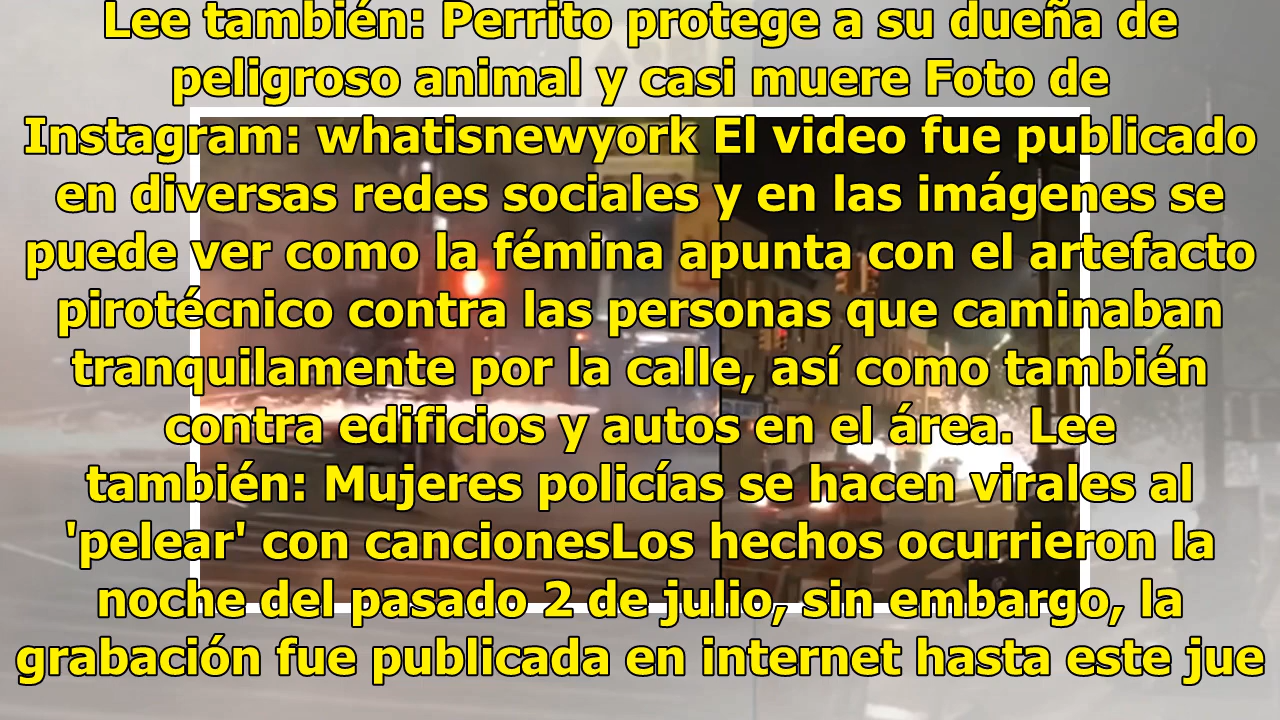 Lee también: Perrito protege a su dueña de
peligroso animal y casi muere Foto de
Instagram: whatisnewyork El video fue publicado
en diversas redes sociales y en las imágenes se
puede ver como la fémina apunta con el artefacto
pirotécnico contra las personas que caminaban
tranquilamente por la calle, así como también
contra edificios y autos en el área. Lee
también: Mujeres policías se hacen virales al
'pelear' con cancionesLos hechos ocurrieron la
noche del pasado 2 de julio, sin embargo, la
grabación fue publicada en internet hasta este jue